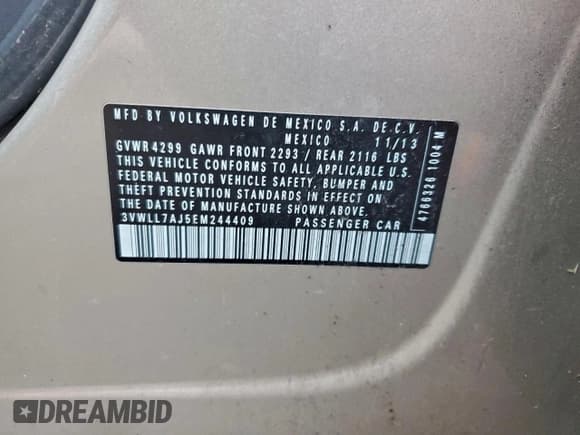 MFD BY VOLKSWAGEN DE MEXICO S.A. DE.C.V.
MEXICO 11/13
GVWR 4299 GAWR FRONT 2293 / REAR 2116 LBS
THIS VEHICLE CONFORMS TO ALL APPLICABLE U.S.
FEDERAL MOTOR VEHICLE SAFETY, BUMPER AND
THEFT PREVENTION STANDARDS IN EFFECT ON
THE DATE OF MANUFACTURE SHOWN ABOVE.
3VWLL7AJ5EM244409 PASSENGER CAR
4766326 1004 M
DREAMBID